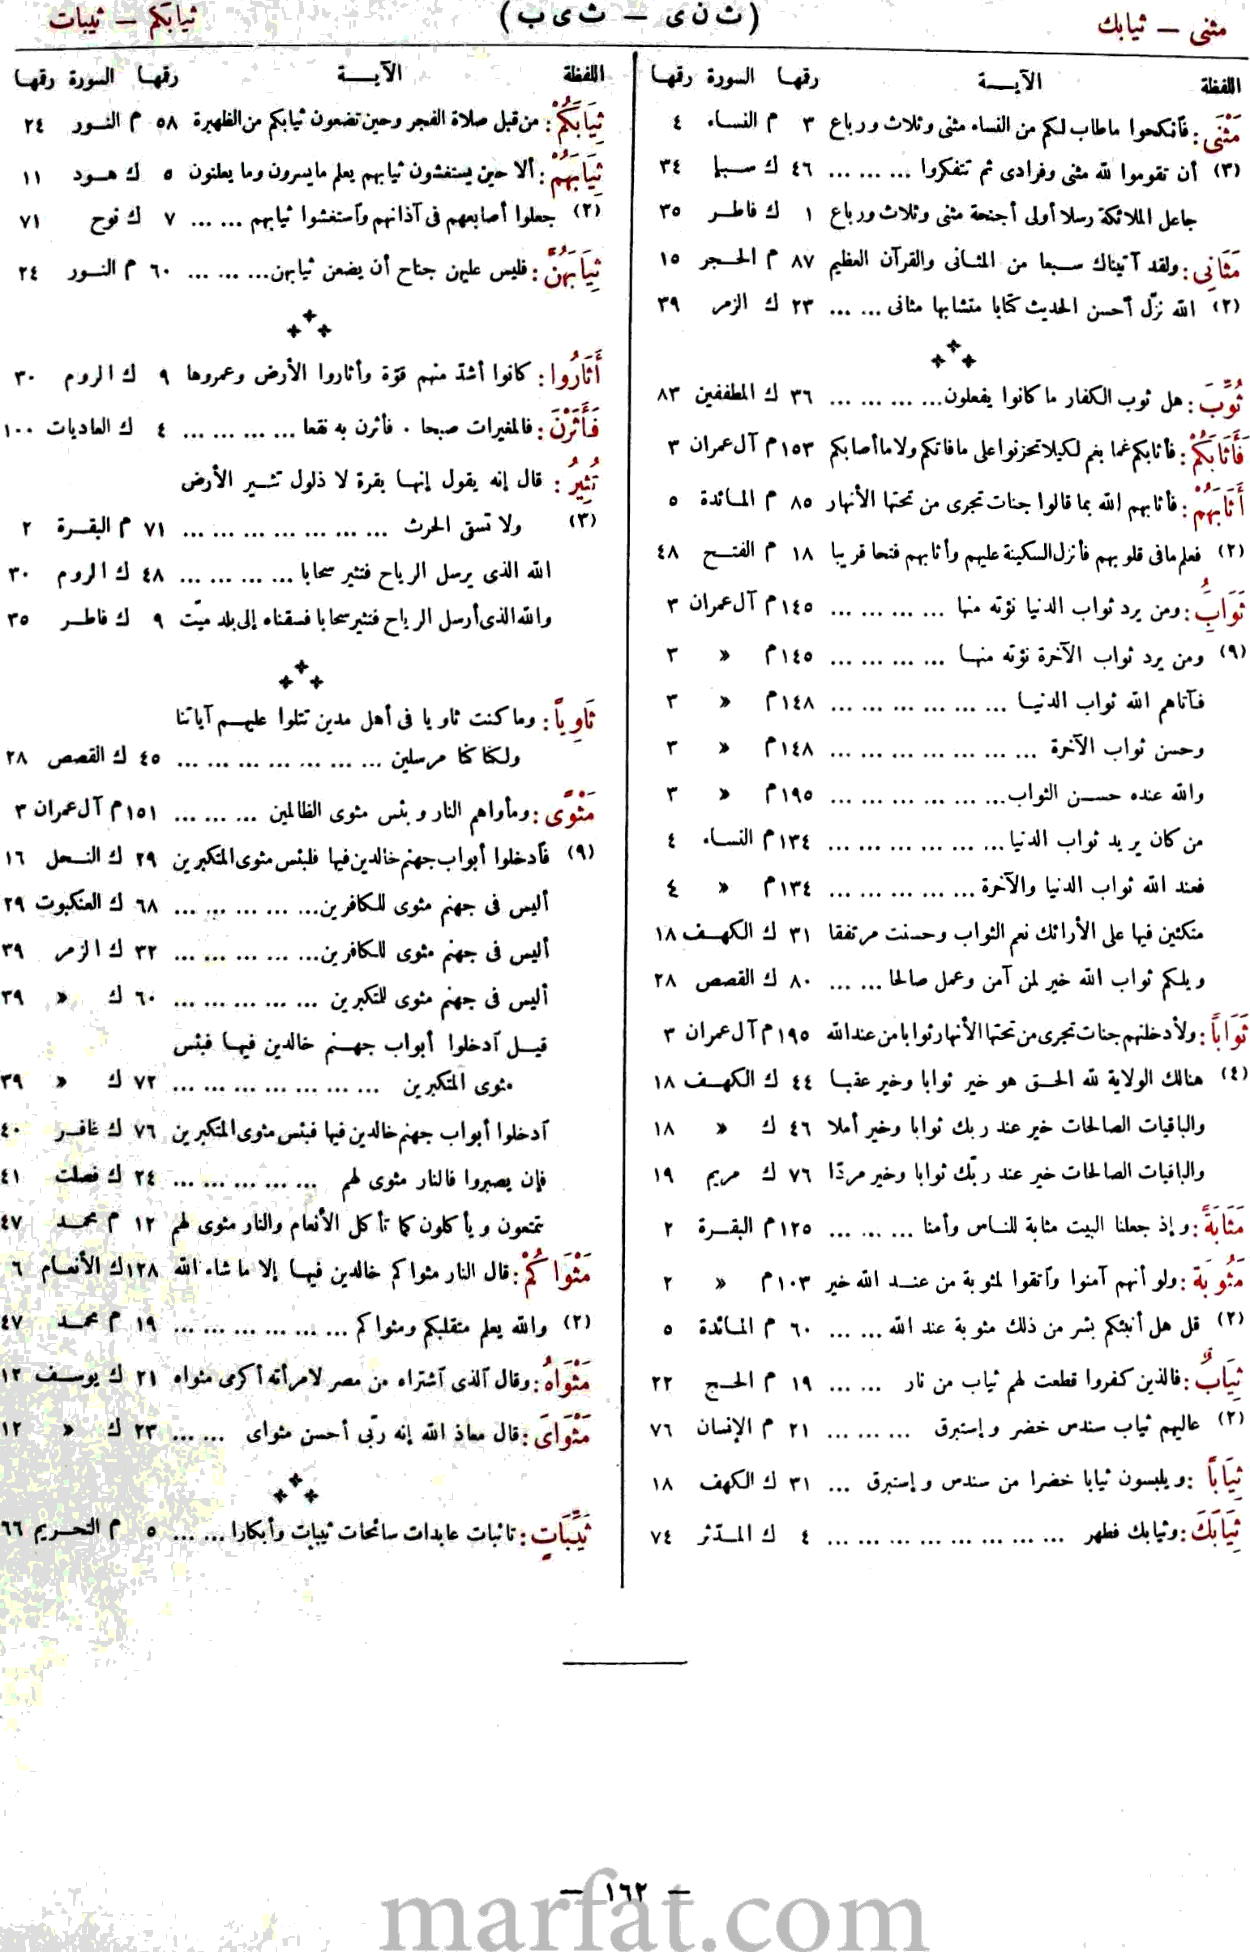 مثنى — ثيابك
(ث ن ى — ث ى ب)
ثيابكم — ثيبات
اللفظة الآيـــة رقمها السورة رقمها
مَثْنَى: فأنكحوا ماطاب لكم من النساء مثنى وثلاث ورباع ٣ م النساء ٤
(٣) أن تقوموا لله مثنى وفرادى ثم تتفكروا ... ... ... ٤٦ ك سبإ ٣٤
جاعل الملائكة رسلا أولى أجنحة مثنى وثلاث ورباع ١ ك فاطر ٣٥
مَثَانِى: ولقد آتيناك سبعا من المثانى والقرآن العظيم ٨٧ م الحجر ١٥
(٢) الله نزّل أحسن الحديث كتابا متشابها مثانى ... ... ٢٣ ك الزمر ٣٩
ثُوِّبَ: هل ثوب الكفار ما كانوا يفعلون... ... ... ... ٣٦ ك المطففين ٨٣
فَأَثَابَكُمْ: فأثابكم غما بغم لكيلا تحزنوا على مافاتكم ولا ما أصابكم ١٥٣ م آل عمران ٣
أَثَابَهُمْ: فأثابهم الله بما قالوا جنات تجرى من تحتها الأنهار ٨٥ م المائدة ٥
(٢) فعلم مافى قلوبهم فأنزل السكينة عليهم وأثابهم فتحا قريبا ١٨ م الفتح ٤٨
ثَوَابُ: ومن يرد ثواب الدنيا نؤته منها ... ... ... ... ١٤٥ م آل عمران ٣
(٩) ومن يرد ثواب الآخرة نؤته منها ... ... ... ... ١٤٥ م » ٣
فآتاهم الله ثواب الدنيا ... ... ... ... ... ... ١٤٨ م » ٣
وحسن ثواب الآخرة ... ... ... ... ... ... ... ١٤٨ م » ٣
والله عنده حسن الثواب... ... ... ... ... ... ١٩٥ م » ٣
من كان يريد ثواب الدنيا ... ... ... ... ... ... ١٣٤ م النساء ٤
فعند الله ثواب الدنيا والآخرة ... ... ... ... ... ١٣٤ م » ٤
متكئين فيها على الأرائك نعم الثواب وحسنت مرتفقا ٣١ ك الكهف ١٨
ويلكم ثواب الله خير لمن آمن وعمل صالحا ... ... ٨٠ ك القصص ٢٨
ثَوَاباً: ولأدخلنهم جنات تجرى من تحتها الأنهار ثوابا من عند الله ١٩٥ م آل عمران ٣
(٤) هنالك الولاية لله الحق هو خير ثوابا وخير عقبا ٤٤ ك الكهف ١٨
والباقيات الصالحات خير عند ربك ثوابا وخير أملا ٤٦ ك » ١٨
والباقيات الصالحات خير عند ربّك ثوابا وخير مردّا ٧٦ ك مريم ١٩
مَثَابَةً: وإذ جعلنا البيت مثابة للناس وأمنا ... ... ... ١٢٥ م البقرة ٢
مَثُوبَة: ولو أنهم آمنوا واتقوا لمثوبة من عند الله خير ١٠٣ م » ٢
(٢) قل هل أنبئكم بشر من ذلك مثوبة عند الله ... ... ٦٠ م المائدة ٥
ثِيَابٌ: فالذين كفروا قطعت لهم ثياب من نار ... ... ١٩ م الحج ٢٢
(٢) عاليهم ثياب سندس خضر وإستبرق ... ... ... ٢١ م الإنسان ٧٦
ثِيَاباً: ويلبسون ثيابا خضرا من سندس وإستبرق ... ٣١ ك الكهف ١٨
ثِيَابَكَ: وثيابك فطهر ... ... ... ... ... ... ... ... ٤ ك المدّثر ٧٤
اللفظة الآيـــة رقمها السورة رقمها
ثِيَابَكُمْ: من قبل صلاة الفجر وحين تضعون ثيابكم من الظهيرة ٥٨ م النور ٢٤
ثِيَابَهُمْ: ألا حين يستغشون ثيابهم يعلم مايسرون وما يعلنون ٥ ك هود ١١
(٢) جعلوا أصابعهم فى آذانهم واستغشوا ثيابهم ... ... ٧ ك نوح ٧١
ثِيَابَهُنَّ: فليس عليهن جناح أن يضعن ثيابهن... ... ... ٦٠ م النور ٢٤
أَثَارُوا: كانوا أشدّ منهم قوّة وأثاروا الأرض وعمروها ٩ ك الروم ٣٠
فَأَثَرْنَ: فالمغيرات صبحا ٠ فأثرن به نقعا ... ... ... ... ٤ ك العاديات ١٠٠
تُثِيرُ: قال إنه يقول إنها بقرة لا ذلول تثير الأرض
(٣) ولا تسقى الحرث ... ... ... ... ... ... ... ٧١ م البقرة ٢
الله الذى يرسل الرياح فتثير سحابا ... ... ... ... ٤٨ ك الروم ٣٠
والله الذى أرسل الرياح فتثير سحابا فسقناه إلى بلد ميّت ٩ ك فاطر ٣٥
ثَاوِياً: وما كنت ثاويا فى أهل مدين تتلوا عليهم آياتنا
ولكنا كنا مرسلين ... ... ... ... ... ... ... ٤٥ ك القصص ٢٨
مَثْوَى: ومأواهم النار وبئس مثوى الظالمين ... ... ... ١٥١ م آل عمران ٣
(٩) فادخلوا أبواب جهنم خالدين فيها فلبئس مثوى المتكبرين ٢٩ ك النحل ١٦
أليس فى جهنم مثوى للكافرين... ... ... ... ... ٦٨ ك العنكبوت ٢٩
أليس فى جهنم مثوى للكافرين... ... ... ... ... ٣٢ ك الزمر ٣٩
أليس فى جهنم مثوى للتكبرين ... ... ... ... ... ٦٠ ك » ٣٩
قيل ادخلوا أبواب جهنم خالدين فيها فبئس
مثوى المتكبرين ... ... ... ... ... ... ... ٧٢ ك » ٣٩
ادخلوا أبواب جهنم خالدين فيها فبئس مثوى المتكبرين ٧٦ ك غافر ٤٠
فإن يصبروا فالنار مثوى لهم ... ... ... ... ... ٢٤ ك فصلت ٤١
تمتعون ويأكلون كما تأكل الأنعام والنار مثوى لهم ١٢ م محمد ٤٧
مَثْوَاكُمْ: قال النار مثواكم خالدين فيها إلا ما شاء الله ١٢٨ ك الأنعام ٦
(٢) والله يعلم متقلبكم ومثواكم ... ... ... ... ... ... ١٩ م محمد ٤٧
مَثْوَاهُ: وقال الذى اشتراه من مصر لامرأته أكرمى مثواه ٢١ ك يوسف ١٢
مَثْوَاىَ: قال معاذ الله إنه ربّى أحسن مثواى ... ... ٢٣ ك » ١٢
ثَيِّبَاتٍ: تائبات عابدات سائحات ثيبات وأبكارا ... ... ٥ م التحريم ٦٦
— ١٦٢ —
marfat.com